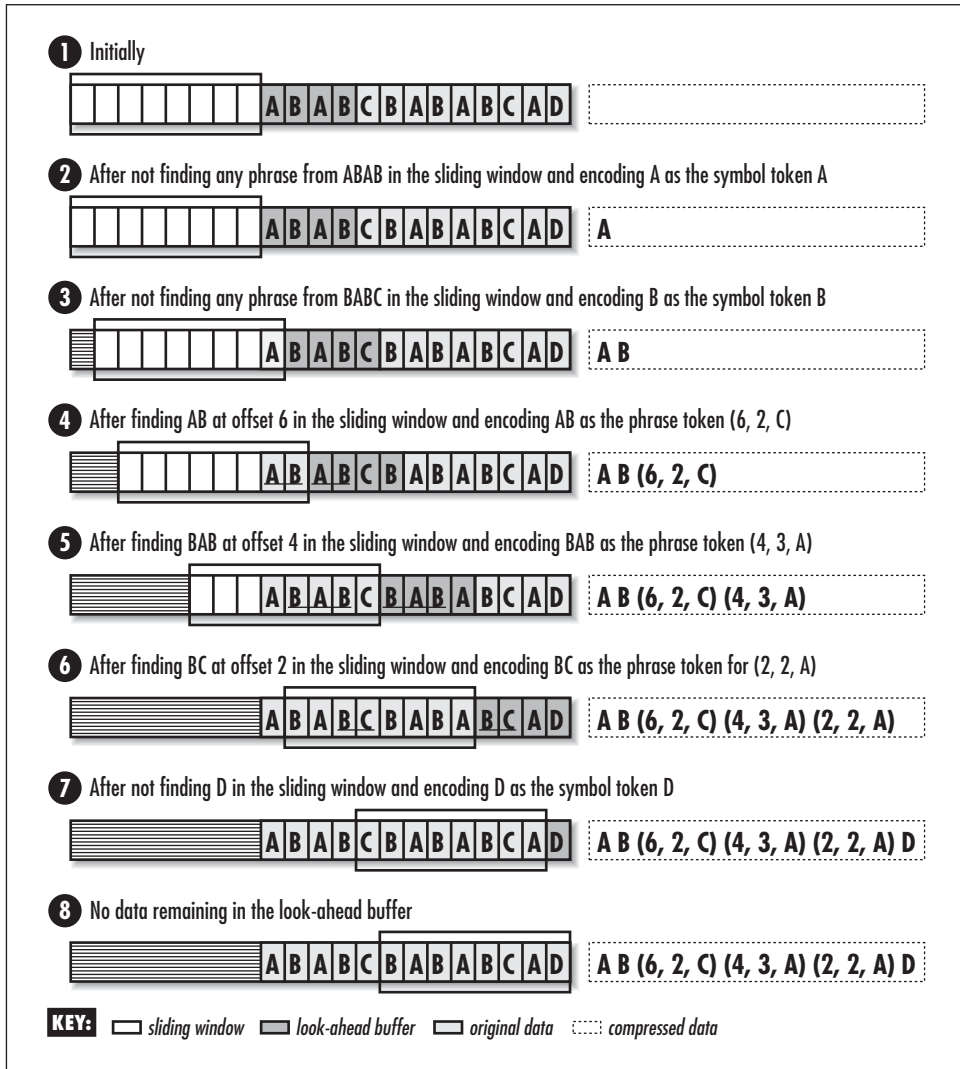 1 Initially
A B A B C B A B A B C A D
2 After not finding any phrase from ABAB in the sliding window and encoding A as the symbol token A
A B A B C B A B A B C A D A
3 After not finding any phrase from BABC in the sliding window and encoding B as the symbol token B
A B A B C B A B A B C A D A B
4 After finding AB at offset 6 in the sliding window and encoding AB as the phrase token (6, 2, C)
A B A B C B A B A B C A D A B (6, 2, C)
5 After finding BAB at offset 4 in the sliding window and encoding BAB as the phrase token (4, 3, A)
A B A B C B A B A B C A D A B (6, 2, C) (4, 3, A)
6 After finding BC at offset 2 in the sliding window and encoding BC as the phrase token for (2, 2, A)
A B A B C B A B A B C A D A B (6, 2, C) (4, 3, A) (2, 2, A)
7 After not finding D in the sliding window and encoding D as the symbol token D
A B A B C B A B A B C A D A B (6, 2, C) (4, 3, A) (2, 2, A) D
8 No data remaining in the look-ahead buffer
A B A B C B A B A B C A D A B (6, 2, C) (4, 3, A) (2, 2, A) D
KEY: sliding window look-ahead buffer original data compressed data